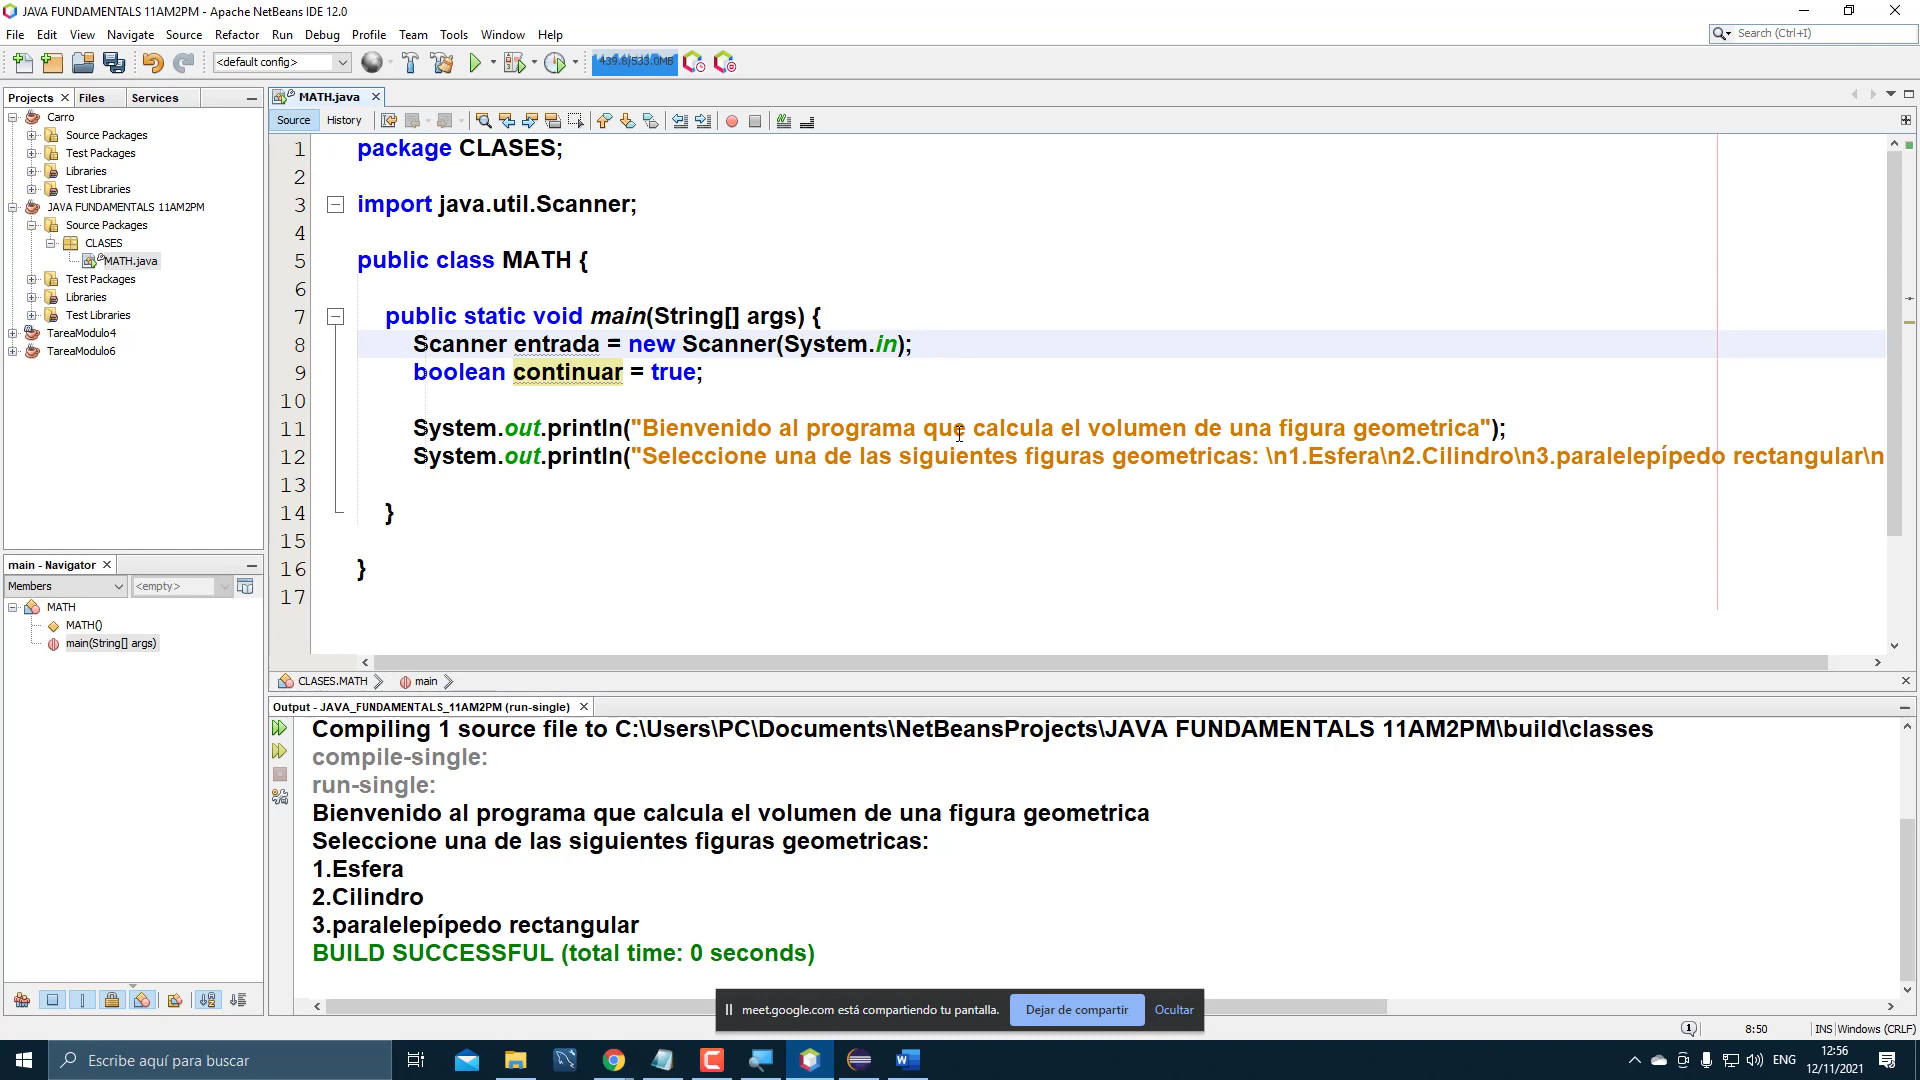 JAVA FUNDAMENTALS 11AM2PM - Apache NetBeans IDE 12.0
File Edit View Navigate Source Refactor Run Debug Profile Team Tools Window Help
Search (Ctrl+I)
<default config>
439.8/533.0MB
Projects Files Services
MATH.java
Source History
Carro
Source Packages
Test Packages
Libraries
Test Libraries
JAVA FUNDAMENTALS 11AM2PM
Source Packages
CLASES
MATH.java
Test Packages
Libraries
Test Libraries
TareaModulo4
TareaModulo6
1 package CLASES;
2
3 import java.util.Scanner;
4
5 public class MATH {
6
7 public static void main(String[] args) {
8 Scanner entrada = new Scanner(System.in);
9 boolean continuar = true;
10
11 System.out.println("Bienvenido al programa que calcula el volumen de una figura geometrica");
12 System.out.println("Seleccione una de las siguientes figuras geometricas: \n1.Esfera\n2.Cilindro\n3.paralelepípedo rectangular\n
13
14 }
15
16 }
17
CLASES.MATH main
main - Navigator
Members <empty>
MATH
MATH()
main(String[] args)
Output - JAVA_FUNDAMENTALS_11AM2PM (run-single)
Compiling 1 source file to C:\Users\PC\Documents\NetBeansProjects\JAVA FUNDAMENTALS 11AM2PM\build\classes
compile-single:
run-single:
Bienvenido al programa que calcula el volumen de una figura geometrica
Seleccione una de las siguientes figuras geometricas:
1.Esfera
2.Cilindro
3.paralelepípedo rectangular
BUILD SUCCESSFUL (total time: 0 seconds)
meet.google.com está compartiendo tu pantalla. Dejar de compartir Ocultar
1 8:50 INS Windows (CRLF)
Escribe aquí para buscar
ENG
12:56
12/11/2021